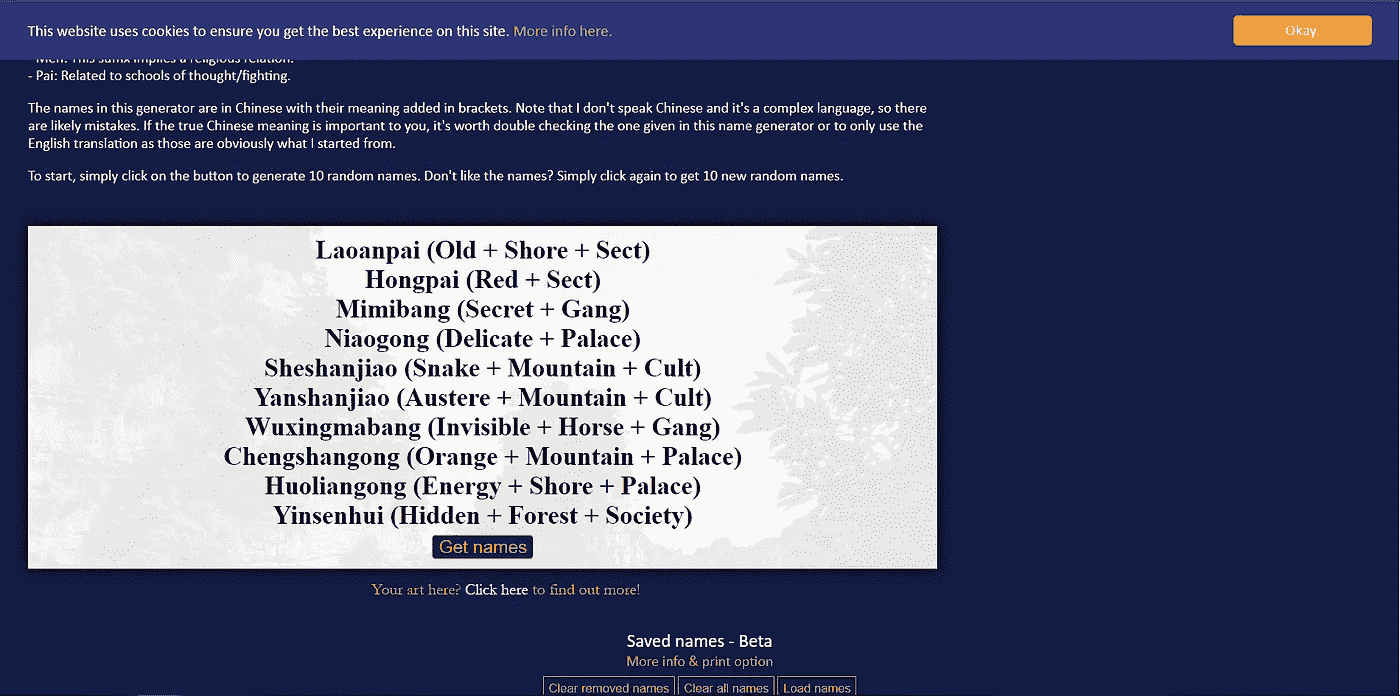 This website uses cookies to ensure you get the best experience on this site. More info here.
Okay
- Men: This suffix implies a religious relation.
- Pai: Related to schools of thought/fighting.
The names in this generator are in Chinese with their meaning added in brackets. Note that I don't speak Chinese and it's a complex language, so there
are likely mistakes. If the true Chinese meaning is important to you, it's worth double checking the one given in this name generator or to only use the
English translation as those are obviously what I started from.
To start, simply click on the button to generate 10 random names. Don't like the names? Simply click again to get 10 new random names.
Laoanpai (Old + Shore + Sect)
Hongpai (Red + Sect)
Mimibang (Secret + Gang)
Niaogong (Delicate + Palace)
Sheshanjiao (Snake + Mountain + Cult)
Yanshanjiao (Austere + Mountain + Cult)
Wuxingmabang (Invisible + Horse + Gang)
Chengshangong (Orange + Mountain + Palace)
Huoliangong (Energy + Shore + Palace)
Yinsenhui (Hidden + Forest + Society)
Get names
Your art here? Click here to find out more!
Saved names - Beta
More info & print option
Clear removed names Clear all names Load names